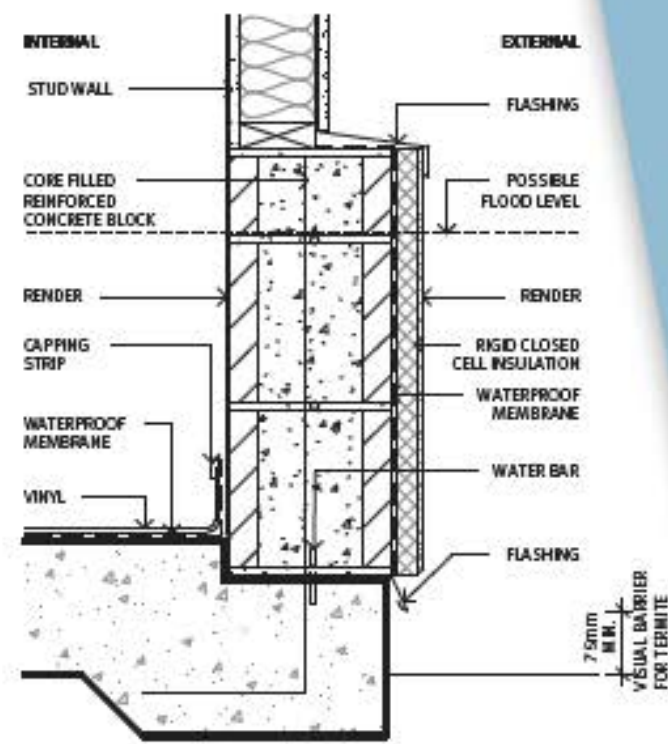 INTERNAL
EXTERNAL
STUD WALL
FLASHING
CORE FILLED
REINFORCED
CONCRETE BLOCK
POSSIBLE
FLOOD LEVEL
RENDER
RENDER
CAPPING
STRIP
RIGID CLOSED
CELL INSULATION
WATERPROOF
MEMBRANE
WATERPROOF
MEMBRANE
WATER BAR
VINYL
FLASHING
75mm
MIN.
VISUAL BARRIER
FOR TERMITE